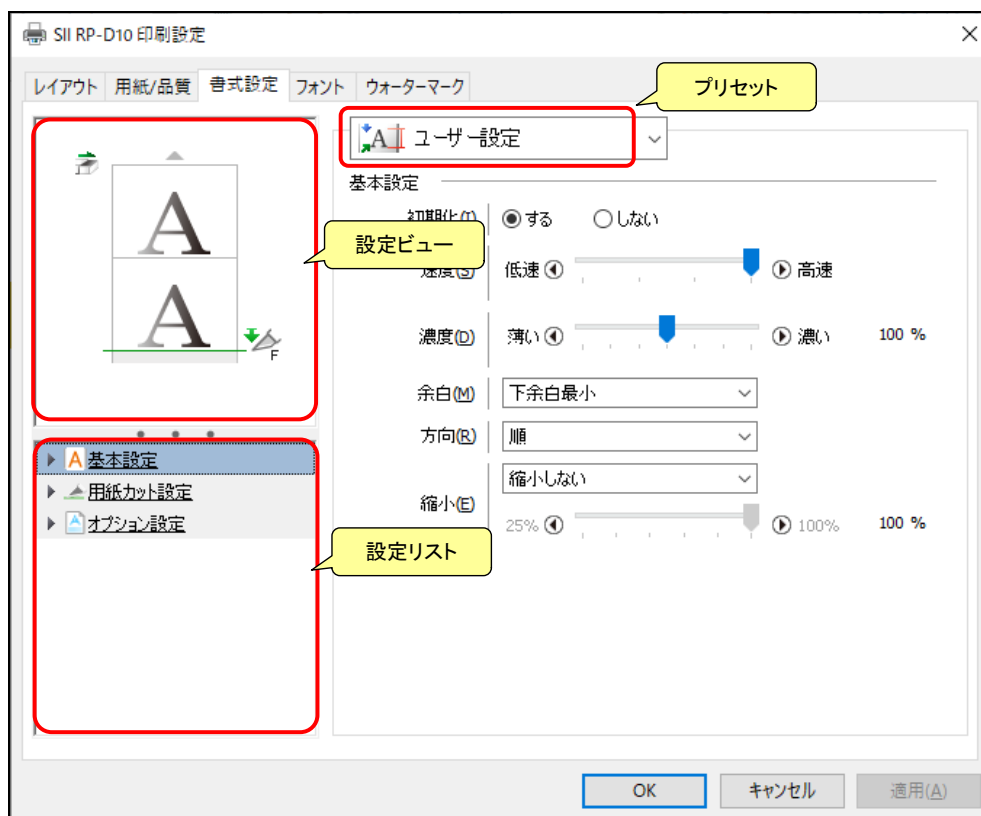 SII RP-D10 印刷設定
レイアウト 用紙/品質 書式設定 フォント ウォーターマーク
プリセット
ユーザー設定
基本設定
A
A
F
設定ビュー
初期化(I) する しない
速度(S) 低速 高速
濃度(D) 薄い 濃い 100 %
余白(M) 下余白最小
方向(R) 順
縮小(E) 縮小しない
25% 100% 100 %
基本設定
用紙カット設定
オプション設定
設定リスト
OK キャンセル 適用(A)